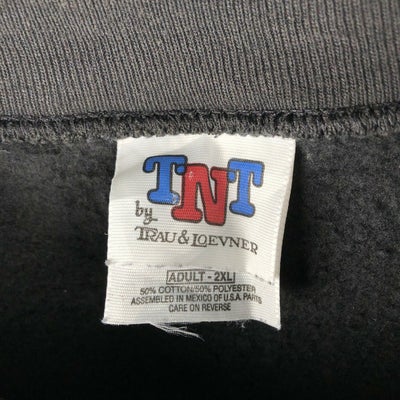 TNT
by
TRAU & LOEVNER
ADULT - 2XL
50% COTTON/50% POLYESTER
ASSEMBLED IN MEXICO OF U.S.A. PARTS
CARE ON REVERSE